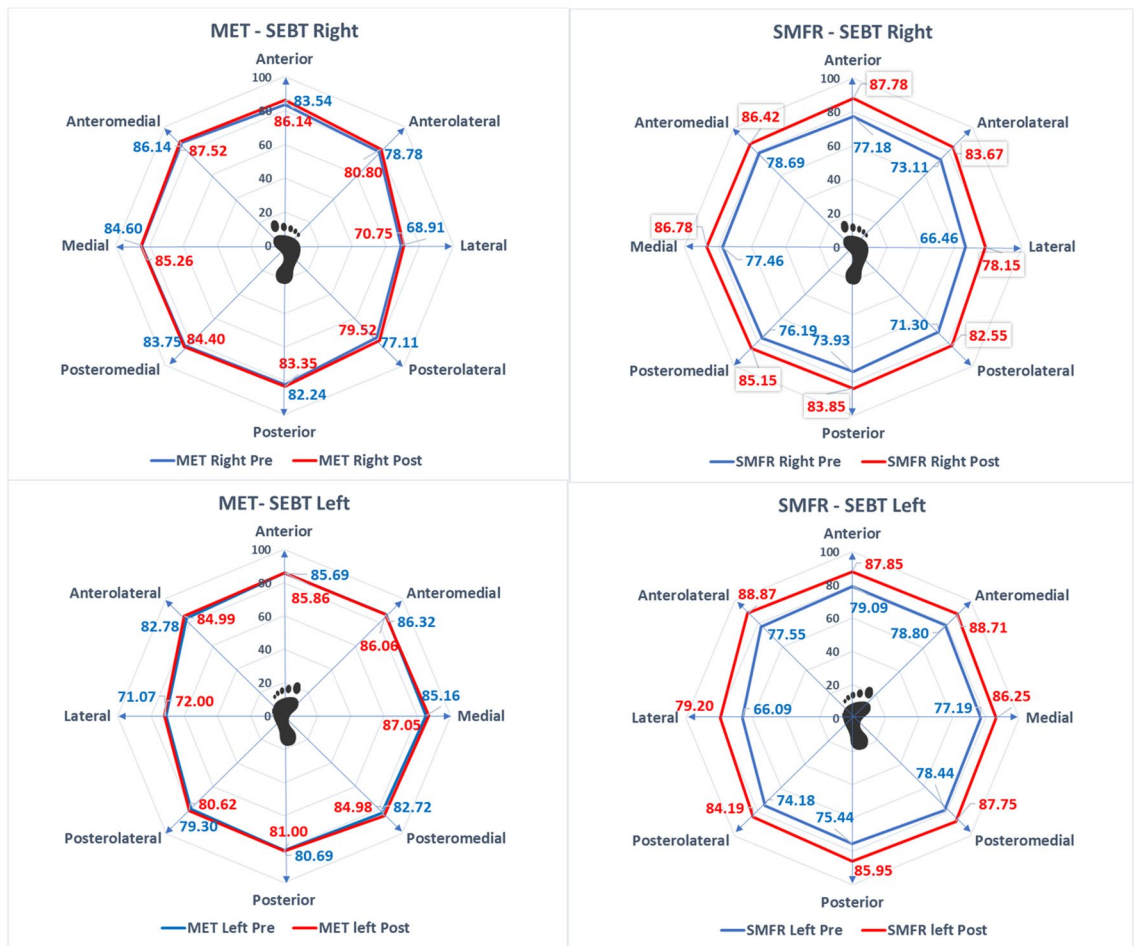 MET - SEBT Right
Anterior
100
83.54
80
86.14
Anteromedial
Anterolateral
86.14
87.52
78.78
80.80
60
40
20
0
84.60
Medial
85.26
68.91
70.75
Lateral
83.75
84.40
79.52
77.11
Posteromedial
83.35
82.24
Posterolateral
Posterior
MET Right Pre
MET Right Post
SMFR - SEBT Right
Anterior
100
87.78
80
77.18
Anteromedial
Anterolateral
86.42
78.69
73.11
83.67
60
40
20
0
86.78
Medial
77.46
66.46
Lateral
78.15
76.19
73.93
71.30
82.55
Posteromedial
85.15
83.85
Posterolateral
Posterior
SMFR Right Pre
SMFR Right Post
MET- SEBT Left
Anterior
100
85.69
80
85.86
Anterolateral
Anteromedial
82.78
84.99
86.32
86.06
60
40
20
0
71.07
72.00
Lateral
85.16
Medial
87.05
80.62
79.30
84.98
82.72
Posterolateral
81.00
80.69
Posteromedial
Posterior
MET Left Pre
MET left Post
SMFR - SEBT Left
Anterior
100
87.85
80
79.09
Anterolateral
Anteromedial
88.87
77.55
78.80
88.71
60
40
20
0
79.20
Lateral
66.09
77.19
86.25
Medial
74.18
75.44
78.44
87.75
84.19
Posterolateral
Posteromedial
85.95
Posterior
SMFR Left Pre
SMFR left Post